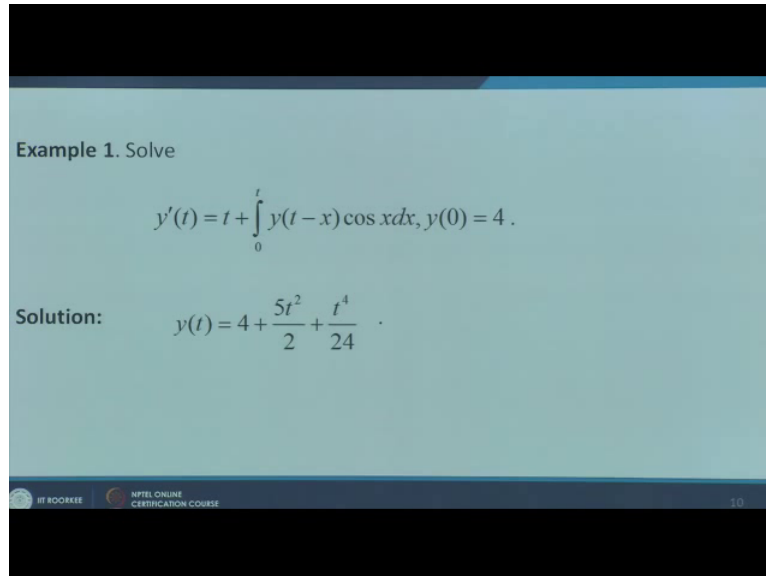 Example 1. Solve
y′(t) = t + ∫₀ᵗ y(t − x) cos xdx, y(0) = 4 .
Solution: y(t) = 4 + 5t²/2 + t⁴/24 .
IIT ROORKEE
NPTEL ONLINE
CERTIFICATION COURSE
10